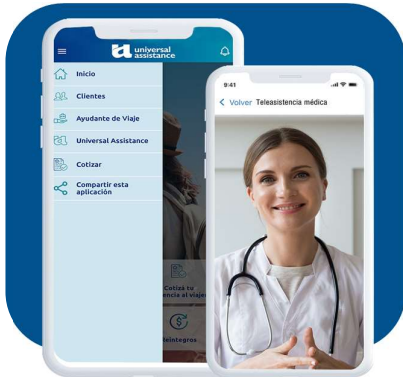 universal
assistance
Inicio
Clientes
Ayudante de Viaje
Universal Assistance
Cotizar
Compartir esta
aplicación
Cotizá tu
encia al viaje
Reintegros
9:41
Volver Teleasistencia médica